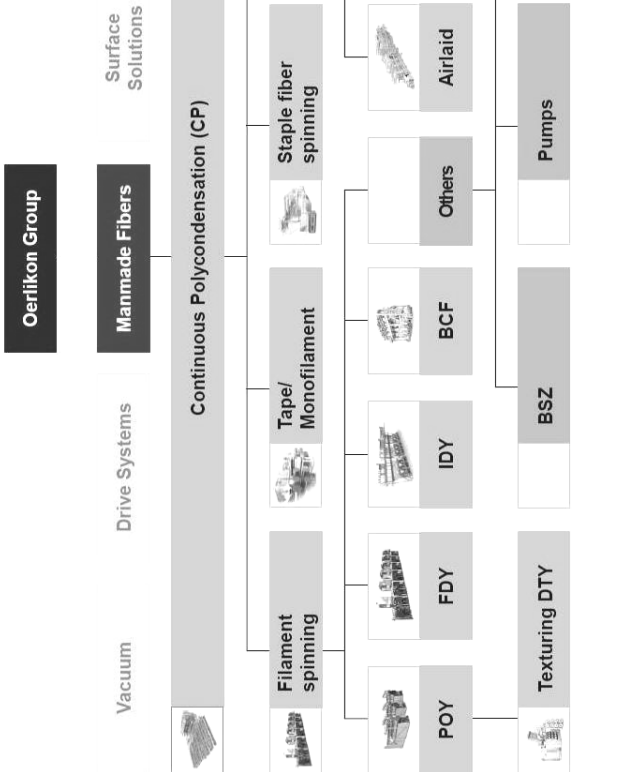 Oerlikon Group
Vacuum
Drive Systems
Manmade Fibers
Surface
Solutions
Continuous Polycondensation (CP)
Filament
spinning
Tape/
Monofilament
Staple fiber
spinning
POY
FDY
IDY
BCF
Others
Airlaid
Texturing DTY
BSZ
Pumps